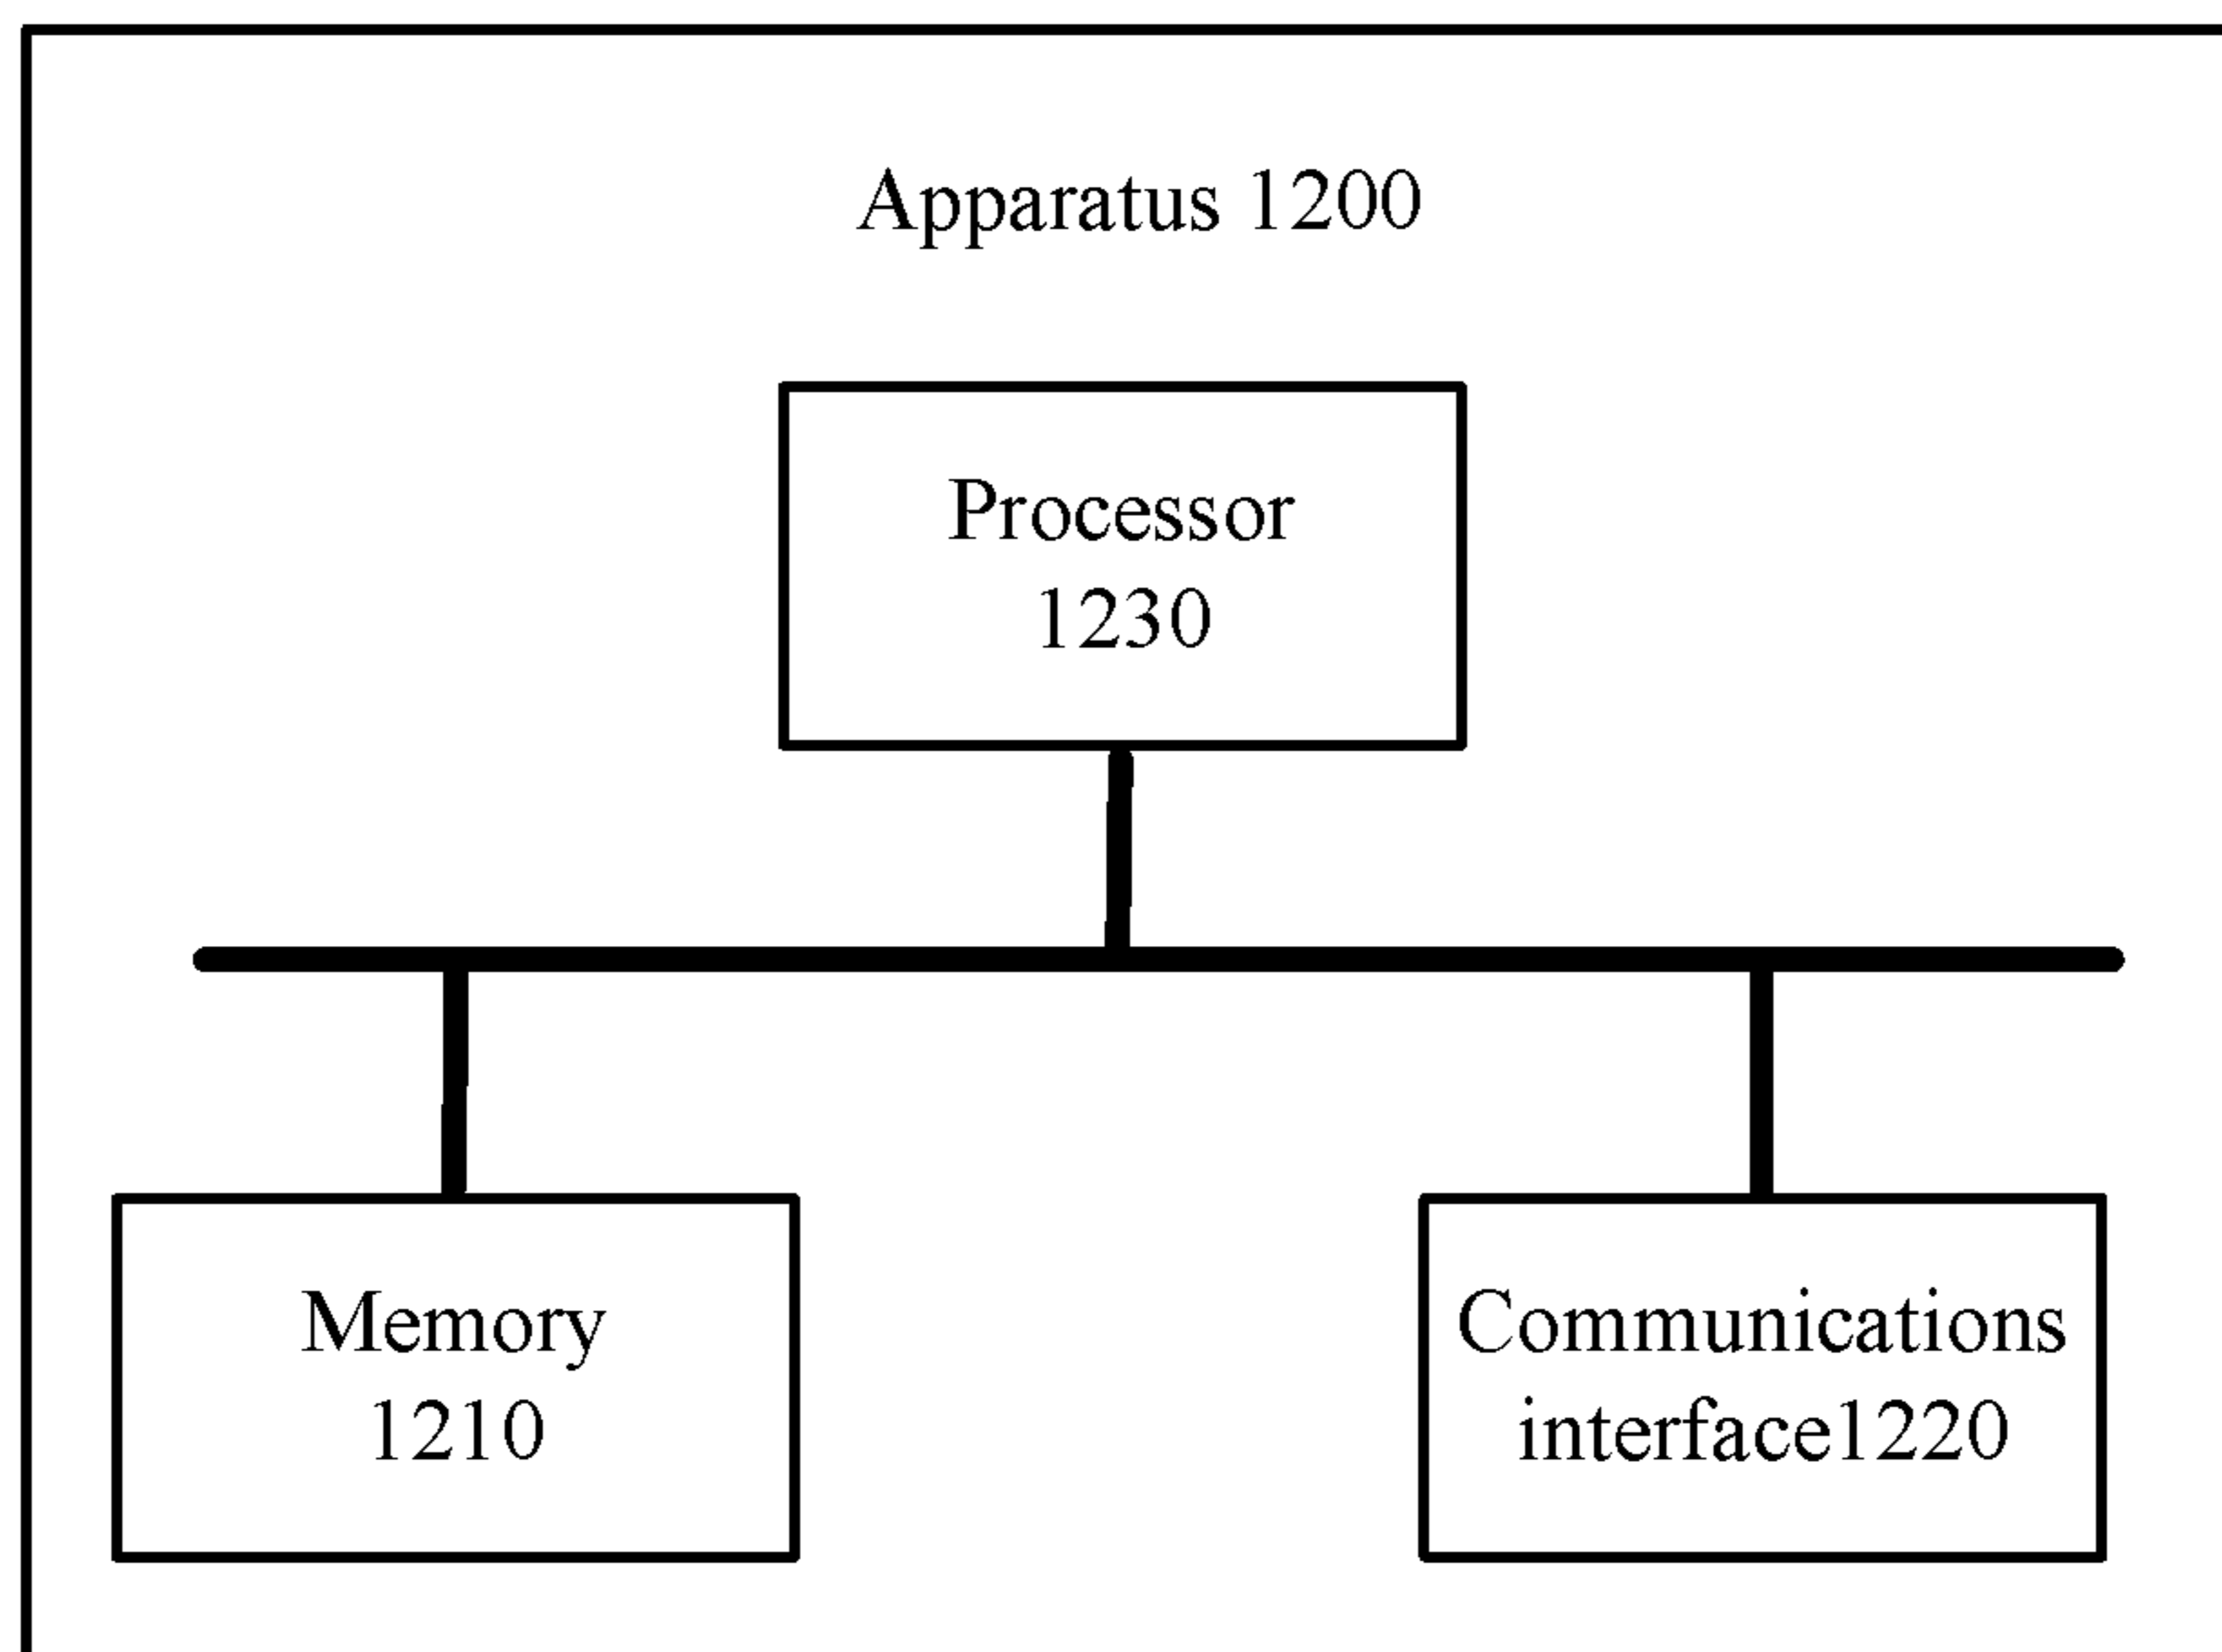 Apparatus 1200
Processor
1230
Memory
1210
Communications
interface1220